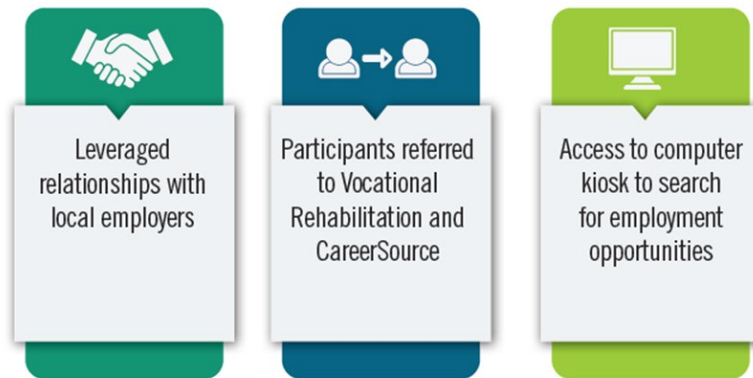 Leveraged
relationships with
local employers
Participants referred
to Vocational
Rehabilitation and
CareerSource
Access to computer
kiosk to search
for employment
opportunities